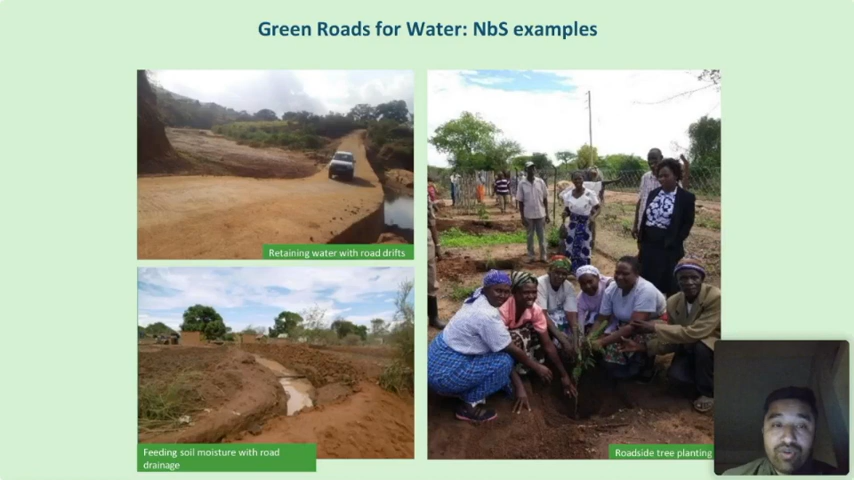 Green Roads for Water: NbS examples
Retaining water with road drifts
Feeding soil moisture with road
drainage
Roadside tree planting